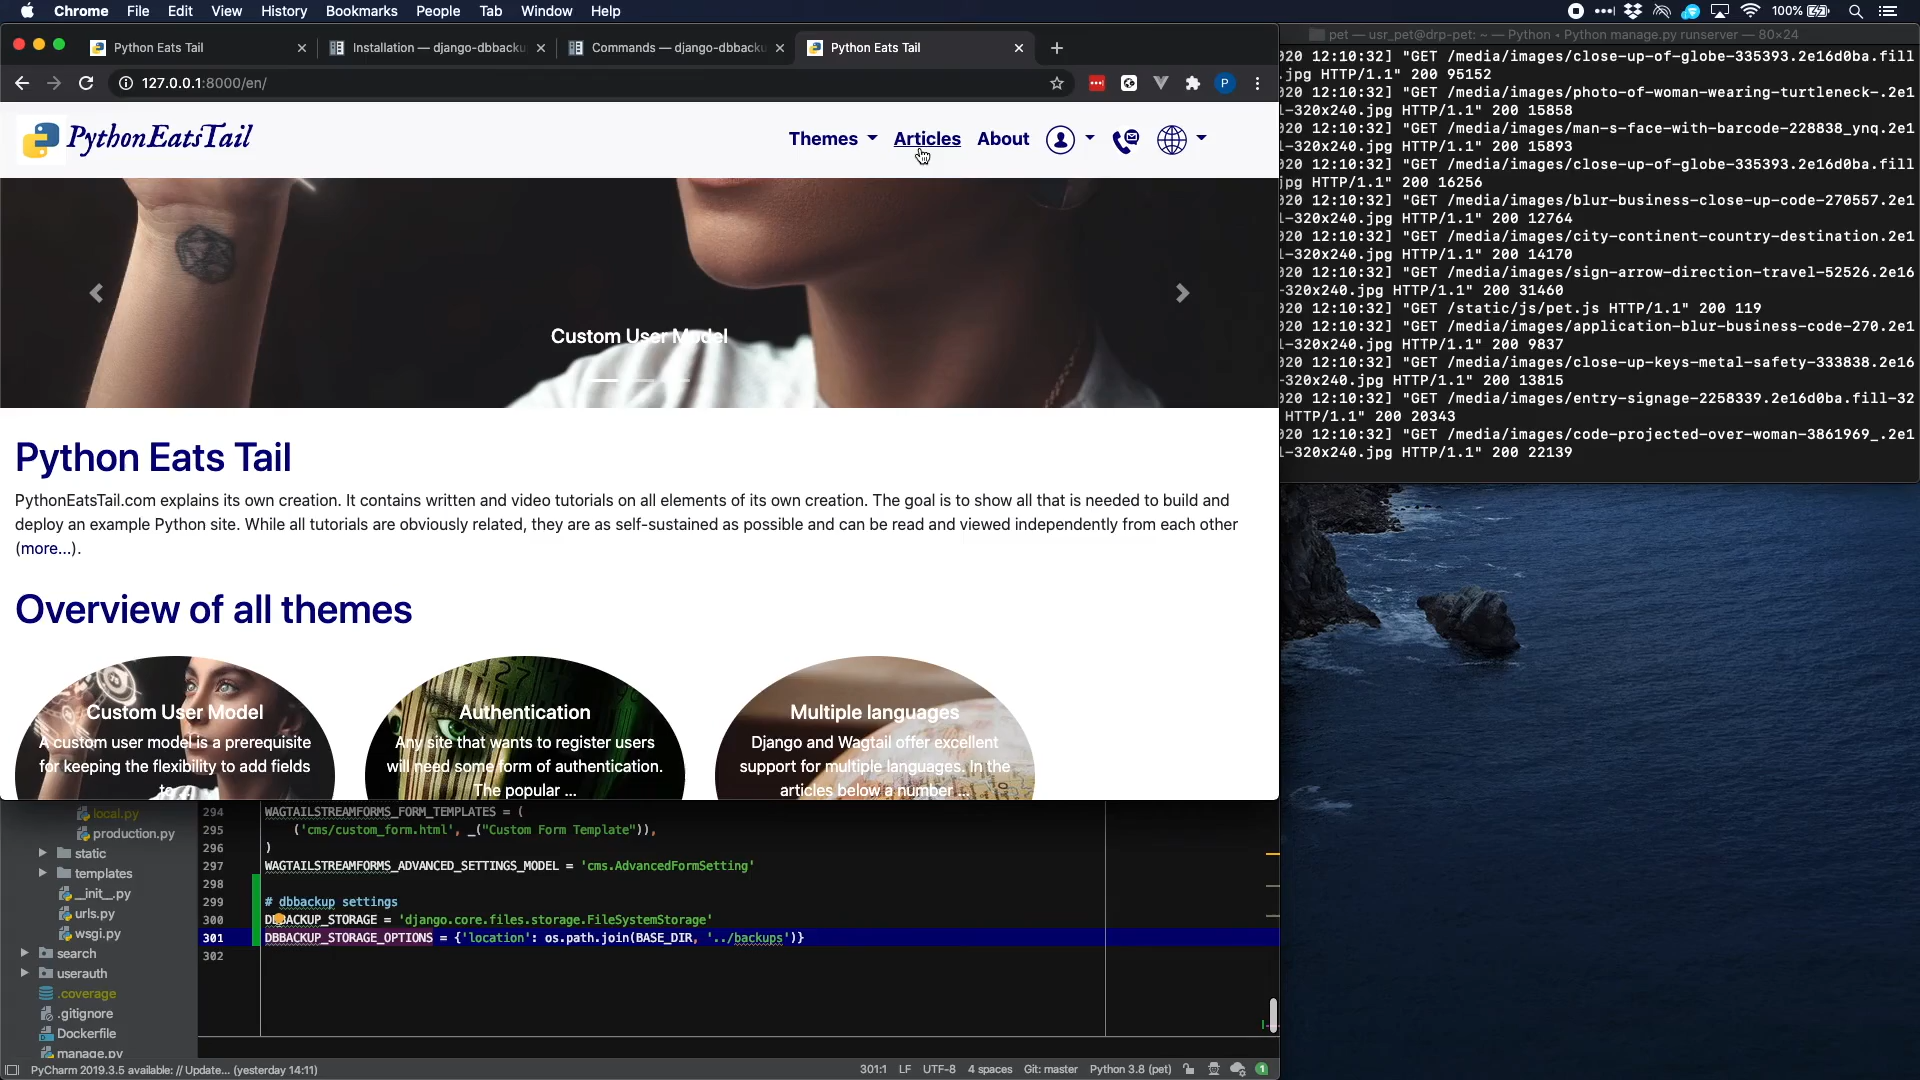 Chrome File Edit View History Bookmarks People Tab Window Help
100%
Python Eats Tail
Installation — django-dbbacku
Commands — django-dbbacku
Python Eats Tail
127.0.0.1:8000/en/
P
PythonEatsTail
Themes Articles About
Custom User Model
Python Eats Tail
PythonEatsTail.com explains its own creation. It contains written and video tutorials on all elements of its own creation. The goal is to show all that is needed to build and
deploy an example Python site. While all tutorials are obviously related, they are as self-sustained as possible and can be read and viewed independently from each other
(more...).
Overview of all themes
Custom User Model
A custom user model is a prerequisite
for keeping the flexibility to add fields
to ...
Authentication
Any site that wants to register users
will need some form of authentication.
The popular ...
Multiple languages
Django and Wagtail offer excellent
support for multiple languages. In the
articles below a number ...
pet — usr_pet@drp-pet: ~ — Python ◂ Python manage.py runserver — 80×24
020 12:10:32] "GET /media/images/close-up-of-globe-335393.2e16d0ba.fill
.jpg HTTP/1.1" 200 95152
020 12:10:32] "GET /media/images/photo-of-woman-wearing-turtleneck-.2e1
l-320x240.jpg HTTP/1.1" 200 15858
020 12:10:32] "GET /media/images/man-s-face-with-barcode-228838_ynq.2e1
l-320x240.jpg HTTP/1.1" 200 15893
020 12:10:32] "GET /media/images/close-up-of-globe-335393.2e16d0ba.fill
jpg HTTP/1.1" 200 16256
020 12:10:32] "GET /media/images/blur-business-close-up-code-270557.2e1
l-320x240.jpg HTTP/1.1" 200 12764
020 12:10:32] "GET /media/images/city-continent-country-destination.2e1
l-320x240.jpg HTTP/1.1" 200 14170
020 12:10:32] "GET /media/images/sign-arrow-direction-travel-52526.2e16
-320x240.jpg HTTP/1.1" 200 31460
020 12:10:32] "GET /static/js/pet.js HTTP/1.1" 200 119
020 12:10:32] "GET /media/images/application-blur-business-code-270.2e1
l-320x240.jpg HTTP/1.1" 200 9837
020 12:10:32] "GET /media/images/close-up-keys-metal-safety-333838.2e16
-320x240.jpg HTTP/1.1" 200 13815
020 12:10:32] "GET /media/images/entry-signage-2258339.2e16d0ba.fill-32
HTTP/1.1" 200 20343
020 12:10:32] "GET /media/images/code-projected-over-woman-3861969_.2e1
l-320x240.jpg HTTP/1.1" 200 22139
local.py
production.py
static
templates
__init__.py
urls.py
wsgi.py
search
userauth
.coverage
.gitignore
Dockerfile
manage.py
294 WAGTAILSTREAMFORMS_FORM_TEMPLATES = (
295 ('cms/custom_form.html', _("Custom Form Template")),
296 )
297 WAGTAILSTREAMFORMS_ADVANCED_SETTINGS_MODEL = 'cms.AdvancedFormSetting'
298
299 # dbbackup settings
300 DBBACKUP_STORAGE = 'django.core.files.storage.FileSystemStorage'
301 DBBACKUP_STORAGE_OPTIONS = {'location': os.path.join(BASE_DIR, '../backups')}
302
PyCharm 2019.3.5 available: // Update... (yesterday 14:11)
301:1 LF UTF-8 4 spaces Git: master Python 3.8 (pet) 1